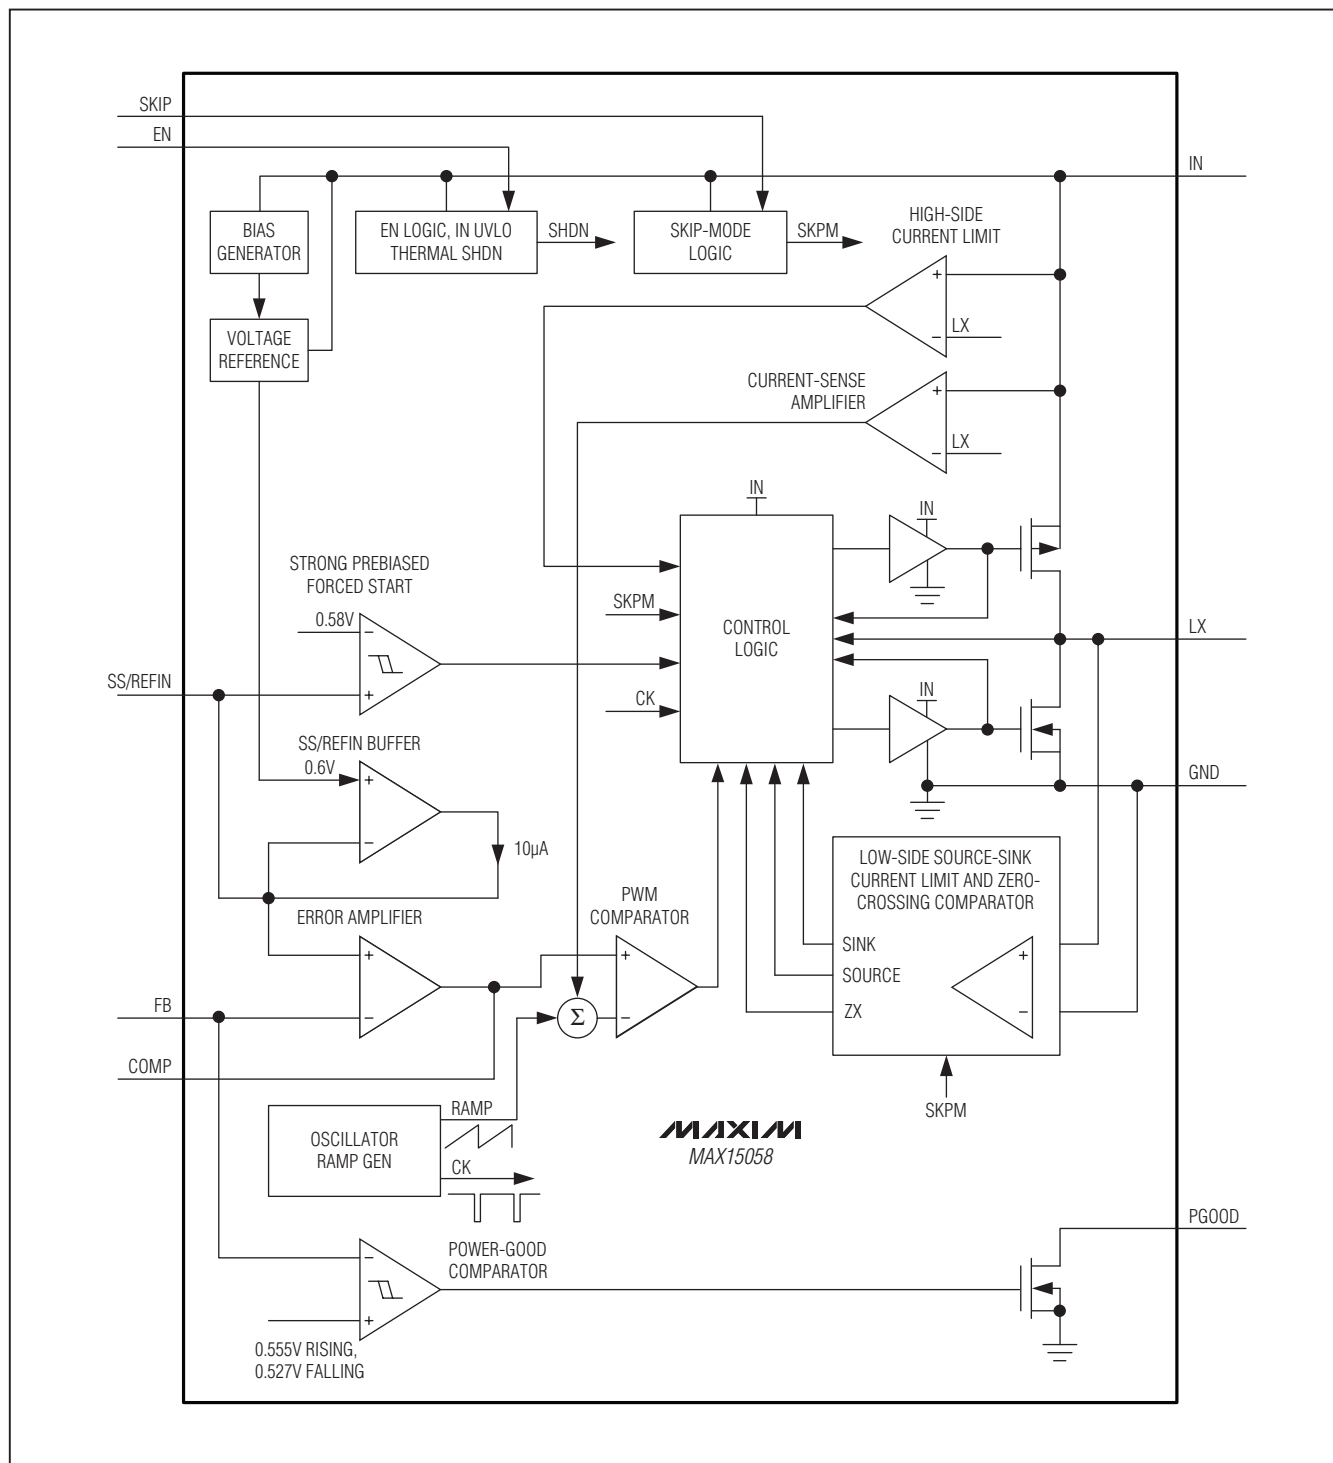 SKIP
EN
IN
BIAS
GENERATOR
EN LOGIC, IN UVLO
THERMAL SHDN
SHDN
SKIP-MODE
LOGIC
SKPM
HIGH-SIDE
CURRENT LIMIT
+
−
LX
VOLTAGE
REFERENCE
CURRENT-SENSE
AMPLIFIER
+
−
LX
IN
IN
STRONG PREBIASED
FORCED START
0.58V
−
+
SKPM
CONTROL
LOGIC
CK
LX
SS/REFIN
IN
SS/REFIN BUFFER
0.6V
+
−
10µA
GND
LOW-SIDE SOURCE-SINK
CURRENT LIMIT AND ZERO-
CROSSING COMPARATOR
SINK
SOURCE
ZX
+
−
SKPM
ERROR AMPLIFIER
+
−
PWM
COMPARATOR
+
−
Σ
FB
COMP
OSCILLATOR
RAMP GEN
RAMP
CK
MAXIM
MAX15058
PGOOD
POWER-GOOD
COMPARATOR
−
+
0.555V RISING,
0.527V FALLING